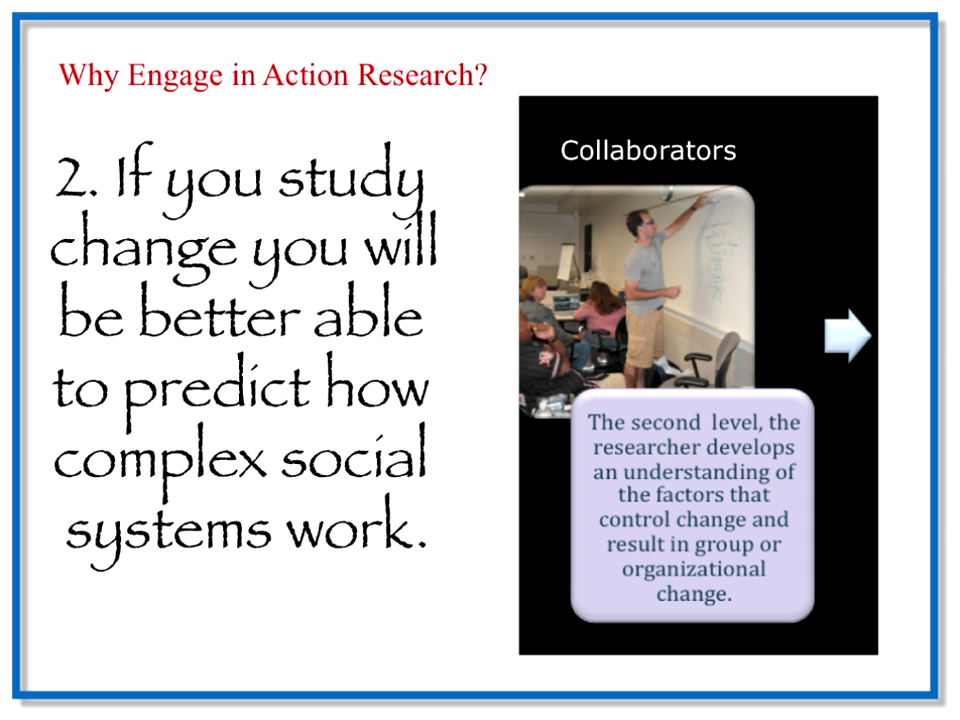 Why Engage in Action Research?
2. If you study
change you will
be better able
to predict how
complex social
systems work.
Collaborators
The second level, the
researcher develops
an understanding of
the factors that
control change and
result in group or
organizational
change.